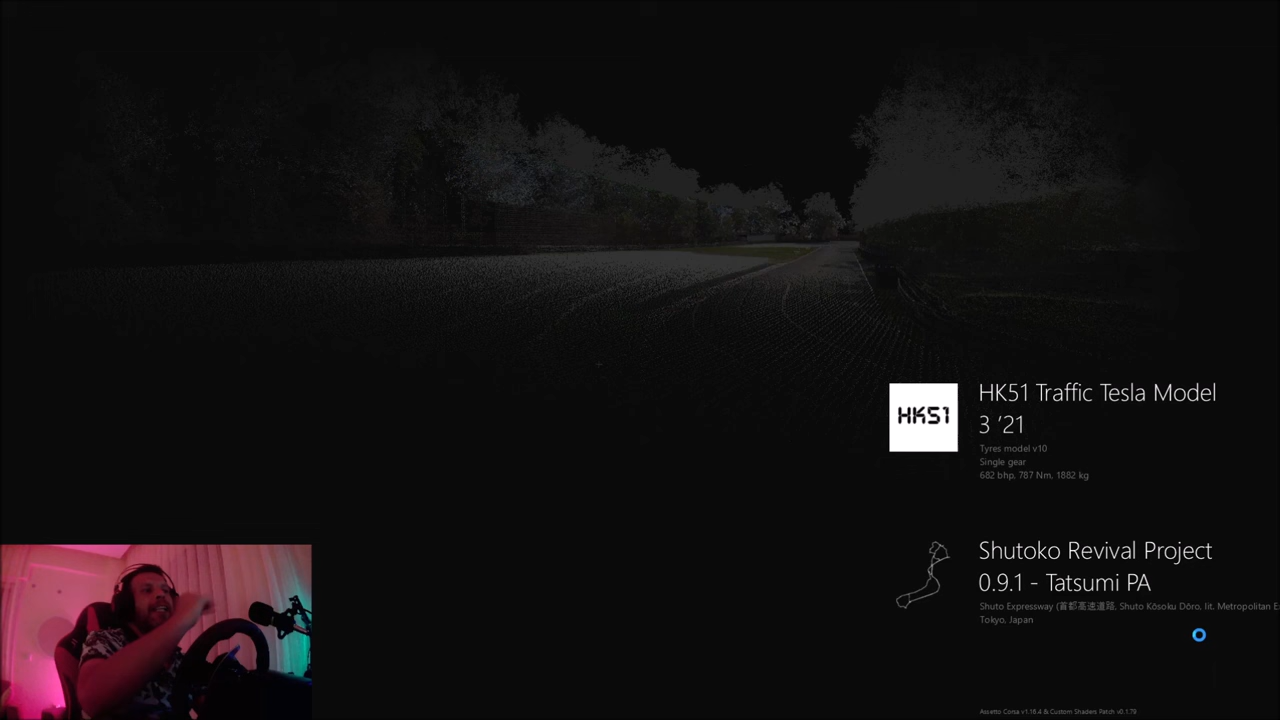 HK51
HK51 Traffic Tesla Model
3 '21
Tyres model v10
Single gear
682 bhp, 787 Nm, 1882 kg
Shutoko Revival Project
0.9.1 - Tatsumi PA
Shuto Expressway (首都高速道路, Shuto Kōsoku Dōro, lit. Metropolitan E
Tokyo, Japan
Assetto Corsa v1.16.4 & Custom Shaders Patch v0.1.79